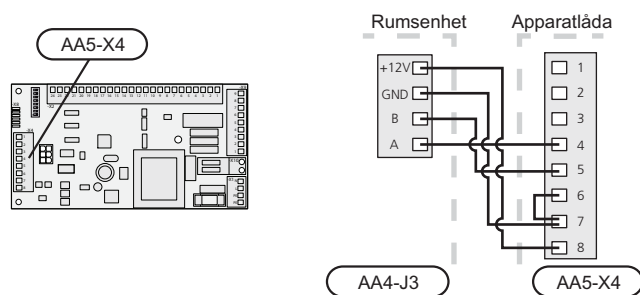 AA5-X4
Rumsenhet
Apparatlåda
+12V
GND
B
A
1
2
3
4
5
6
7
8
AA4-J3
AA5-X4